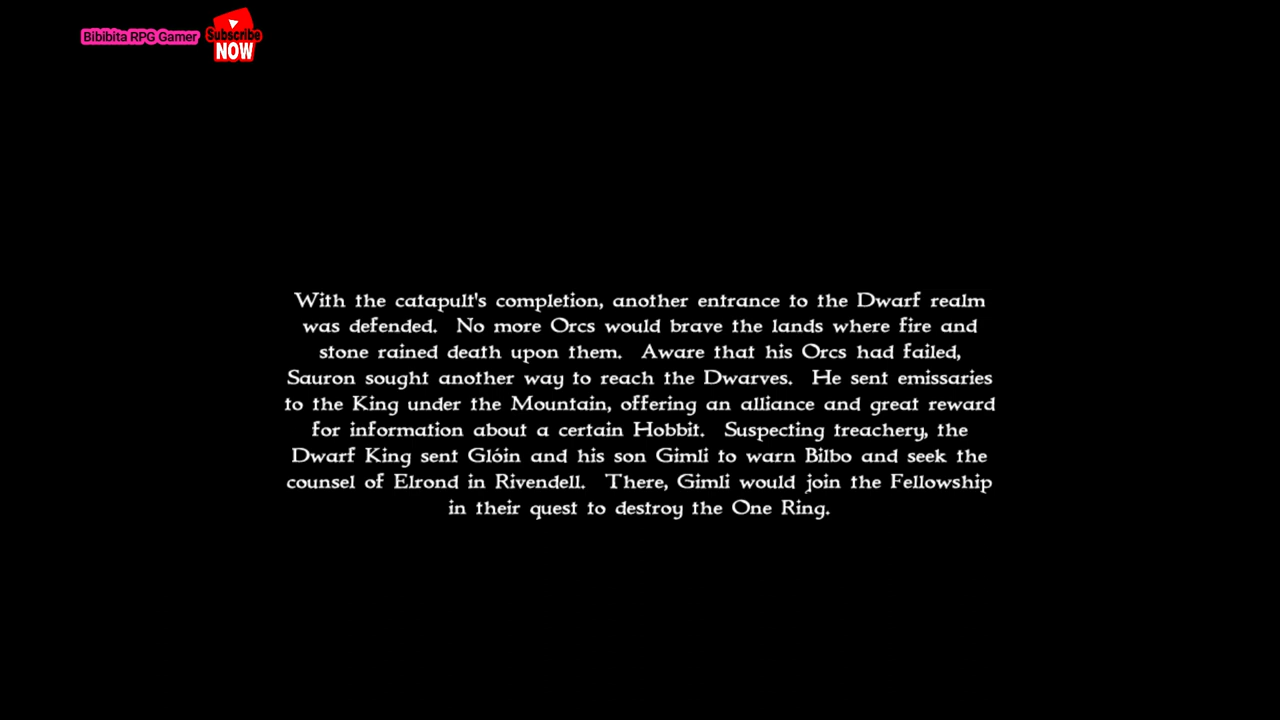 Bibibita RPG Gamer
Subscribe
NOW
With the catapult's completion, another entrance to the Dwarf realm
was defended.  No more Orcs would brave the lands where fire and
stone rained death upon them.  Aware that his Orcs had failed,
Sauron sought another way to reach the Dwarves.  He sent emissaries
to the King under the Mountain, offering an alliance and great reward
for information about a certain Hobbit.  Suspecting treachery, the
Dwarf King sent Glóin and his son Gimli to warn Bilbo and seek the
counsel of Elrond in Rivendell.  There, Gimli would join the Fellowship
in their quest to destroy the One Ring.